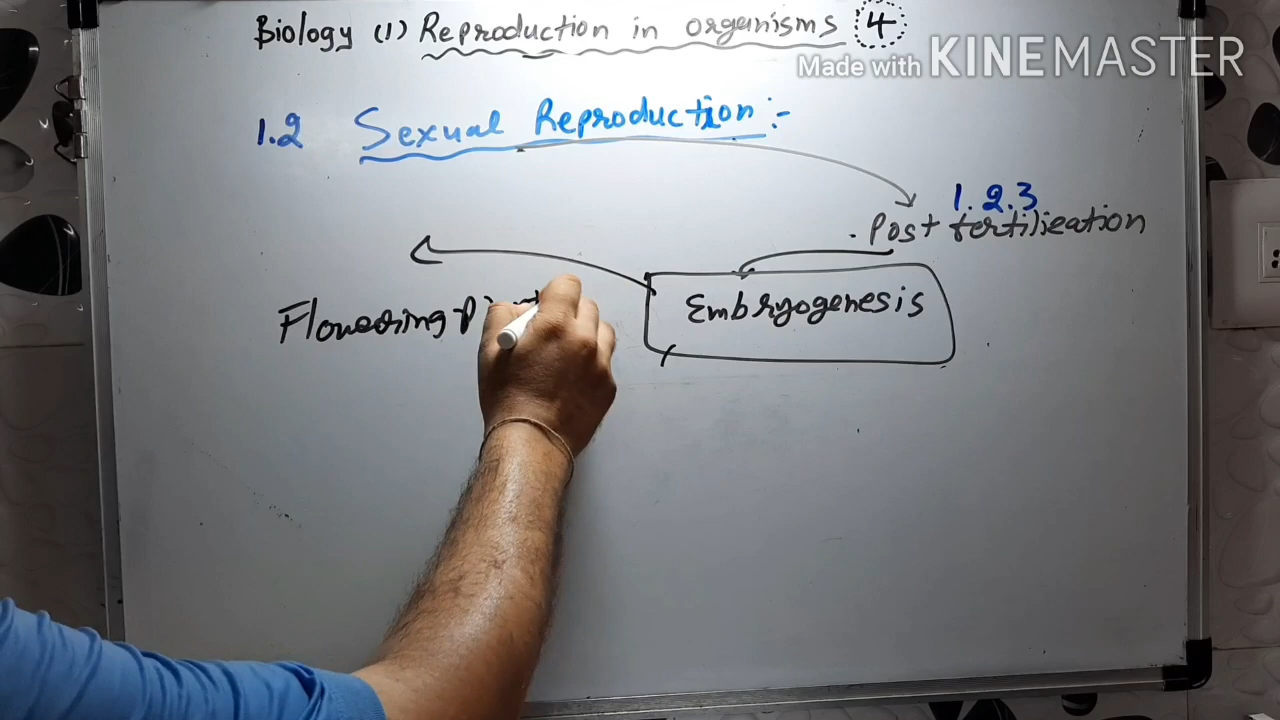 Biology (1) Reproduction in organisms 4
Made with KINEMASTER
1.2 Sexual Reproduction:-
1.2.3
. Post fertilization
Embryogenesis
Flowering